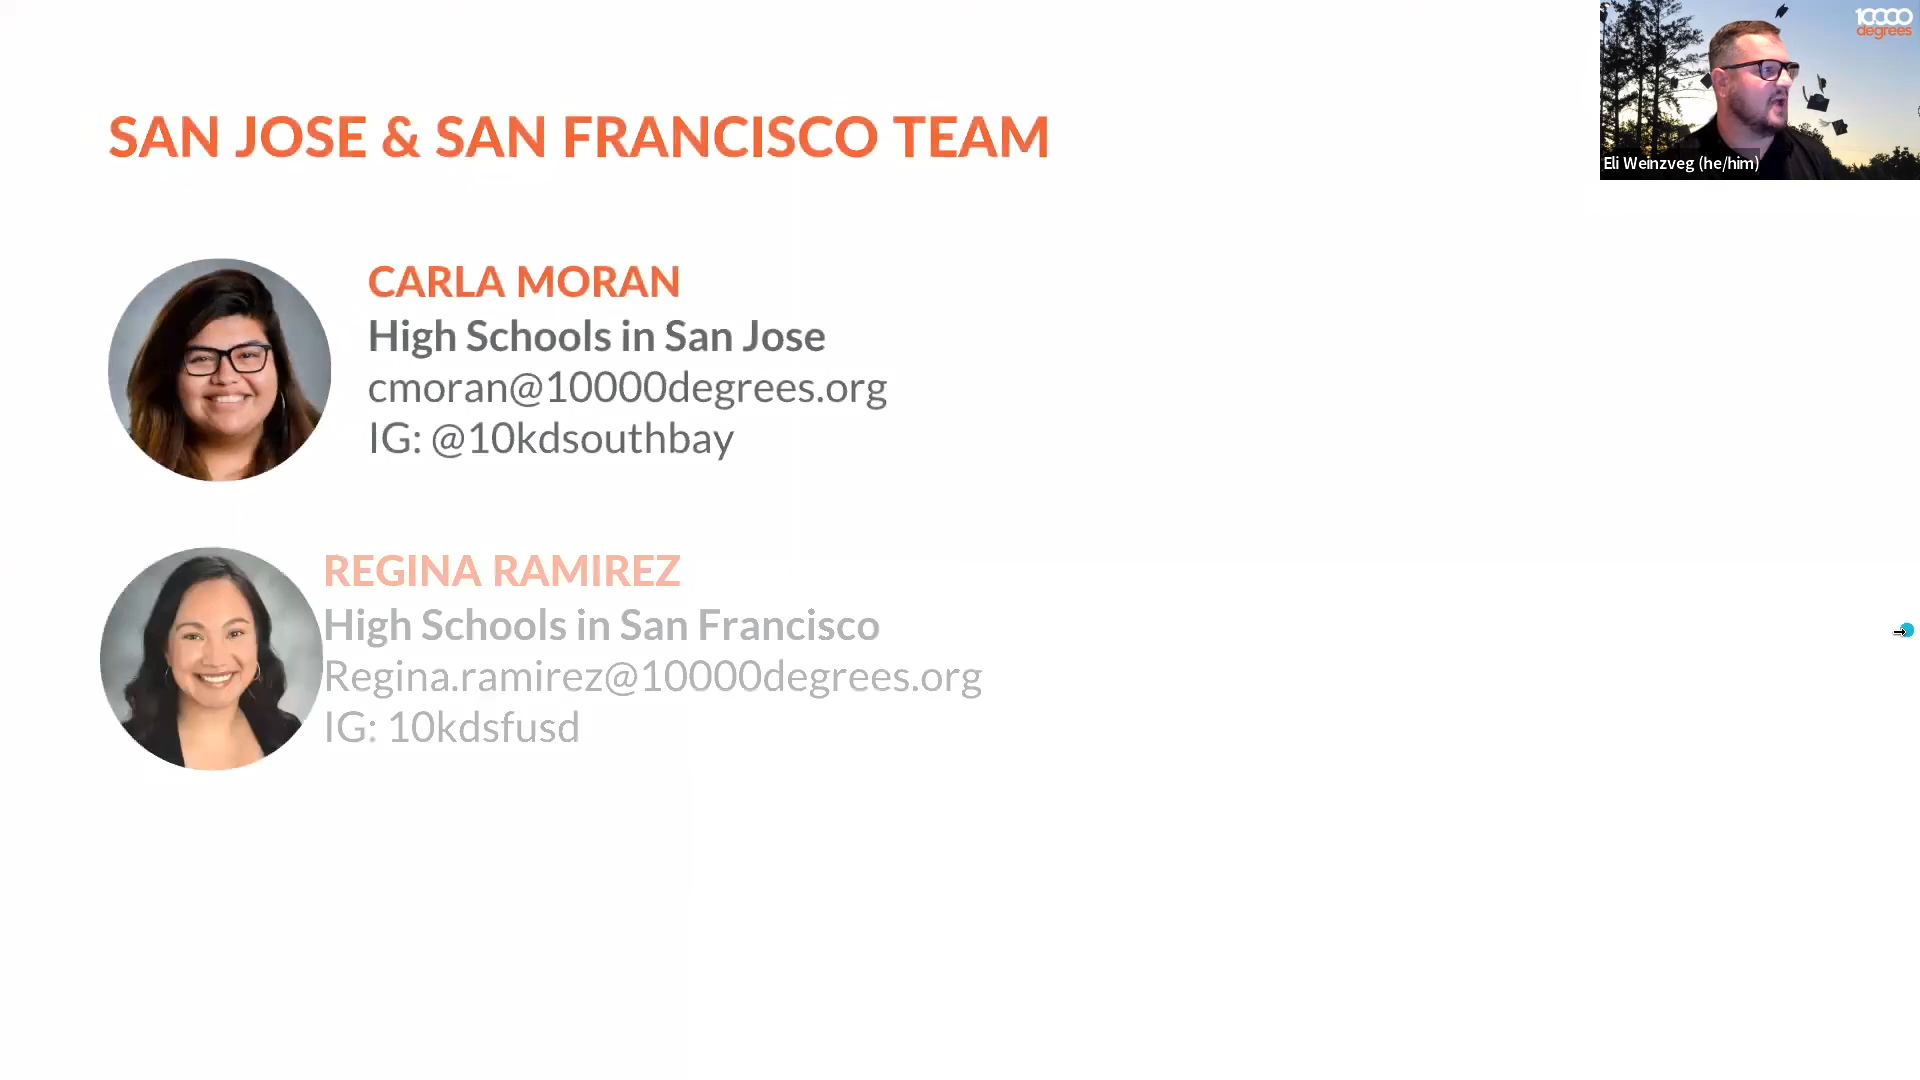 SAN JOSE & SAN FRANCISCO TEAM
CARLA MORAN
High Schools in San Jose
cmoran@10000degrees.org
IG: @10kdsouthbay
REGINA RAMIREZ
High Schools in San Francisco
Regina.ramirez@10000degrees.org
IG: 10kdsfusd
10000
degrees
Eli Weinzveg (he/him)